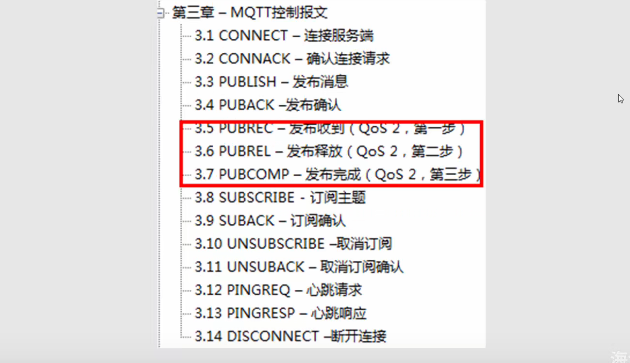 第三章 – MQTT控制报文
3.1 CONNECT – 连接服务端
3.2 CONNACK – 确认连接请求
3.3 PUBLISH – 发布消息
3.4 PUBACK –发布确认
3.5 PUBREC – 发布收到（QoS 2，第一步）
3.6 PUBREL – 发布释放（QoS 2，第二步）
3.7 PUBCOMP – 发布完成（QoS 2，第三步）
3.8 SUBSCRIBE - 订阅主题
3.9 SUBACK – 订阅确认
3.10 UNSUBSCRIBE –取消订阅
3.11 UNSUBACK – 取消订阅确认
3.12 PINGREQ – 心跳请求
3.13 PINGRESP – 心跳响应
3.14 DISCONNECT –断开连接